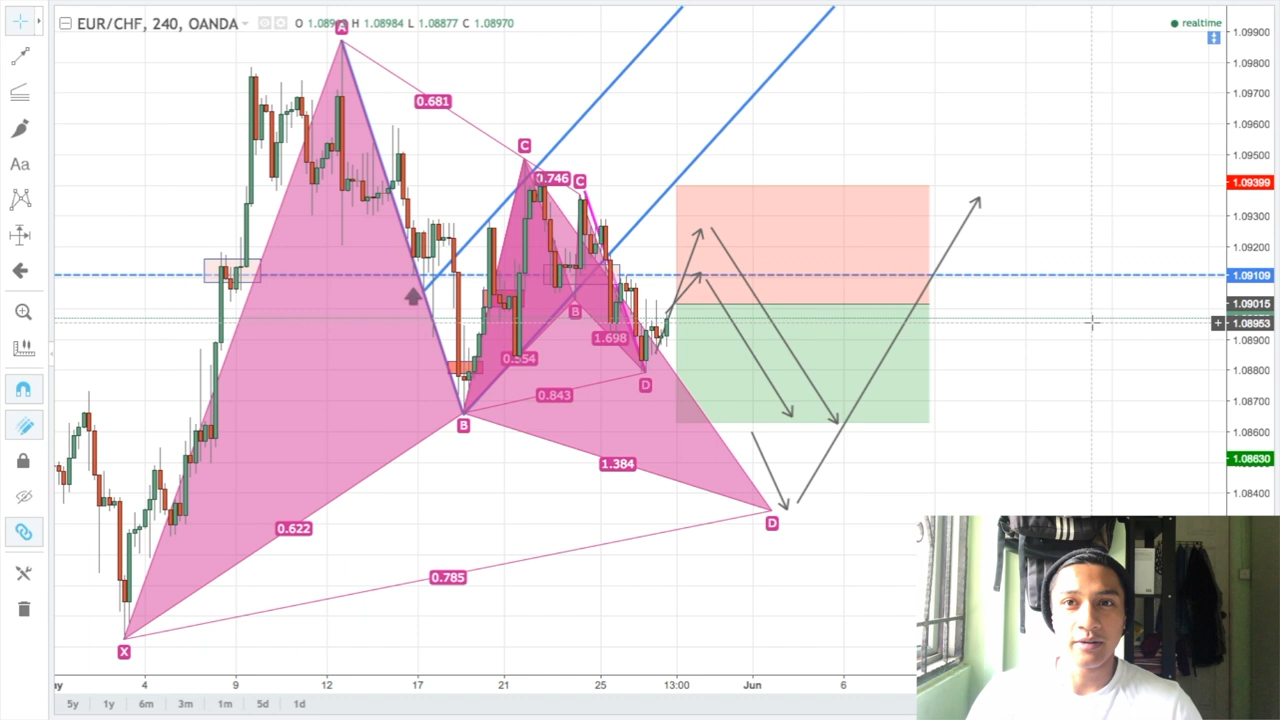 EUR/CHF, 240, OANDA
H 1.08984 L 1.08877 C 1.08970
realtime
Aa
A
0.681
C
0.746
C
B
1.698
D
0.843
B
1.384
0.622
D
0.785
X
1.09900
1.09800
1.09700
1.09600
1.09500
1.09399
1.09300
1.09200
1.09109
1.09015
1.08953
1.08900
1.08800
1.08700
1.08600
1.08630
1.08400
4
9
12
17
21
25
13:00
Jun
6
5y
1y
6m
3m
1m
5d
1d